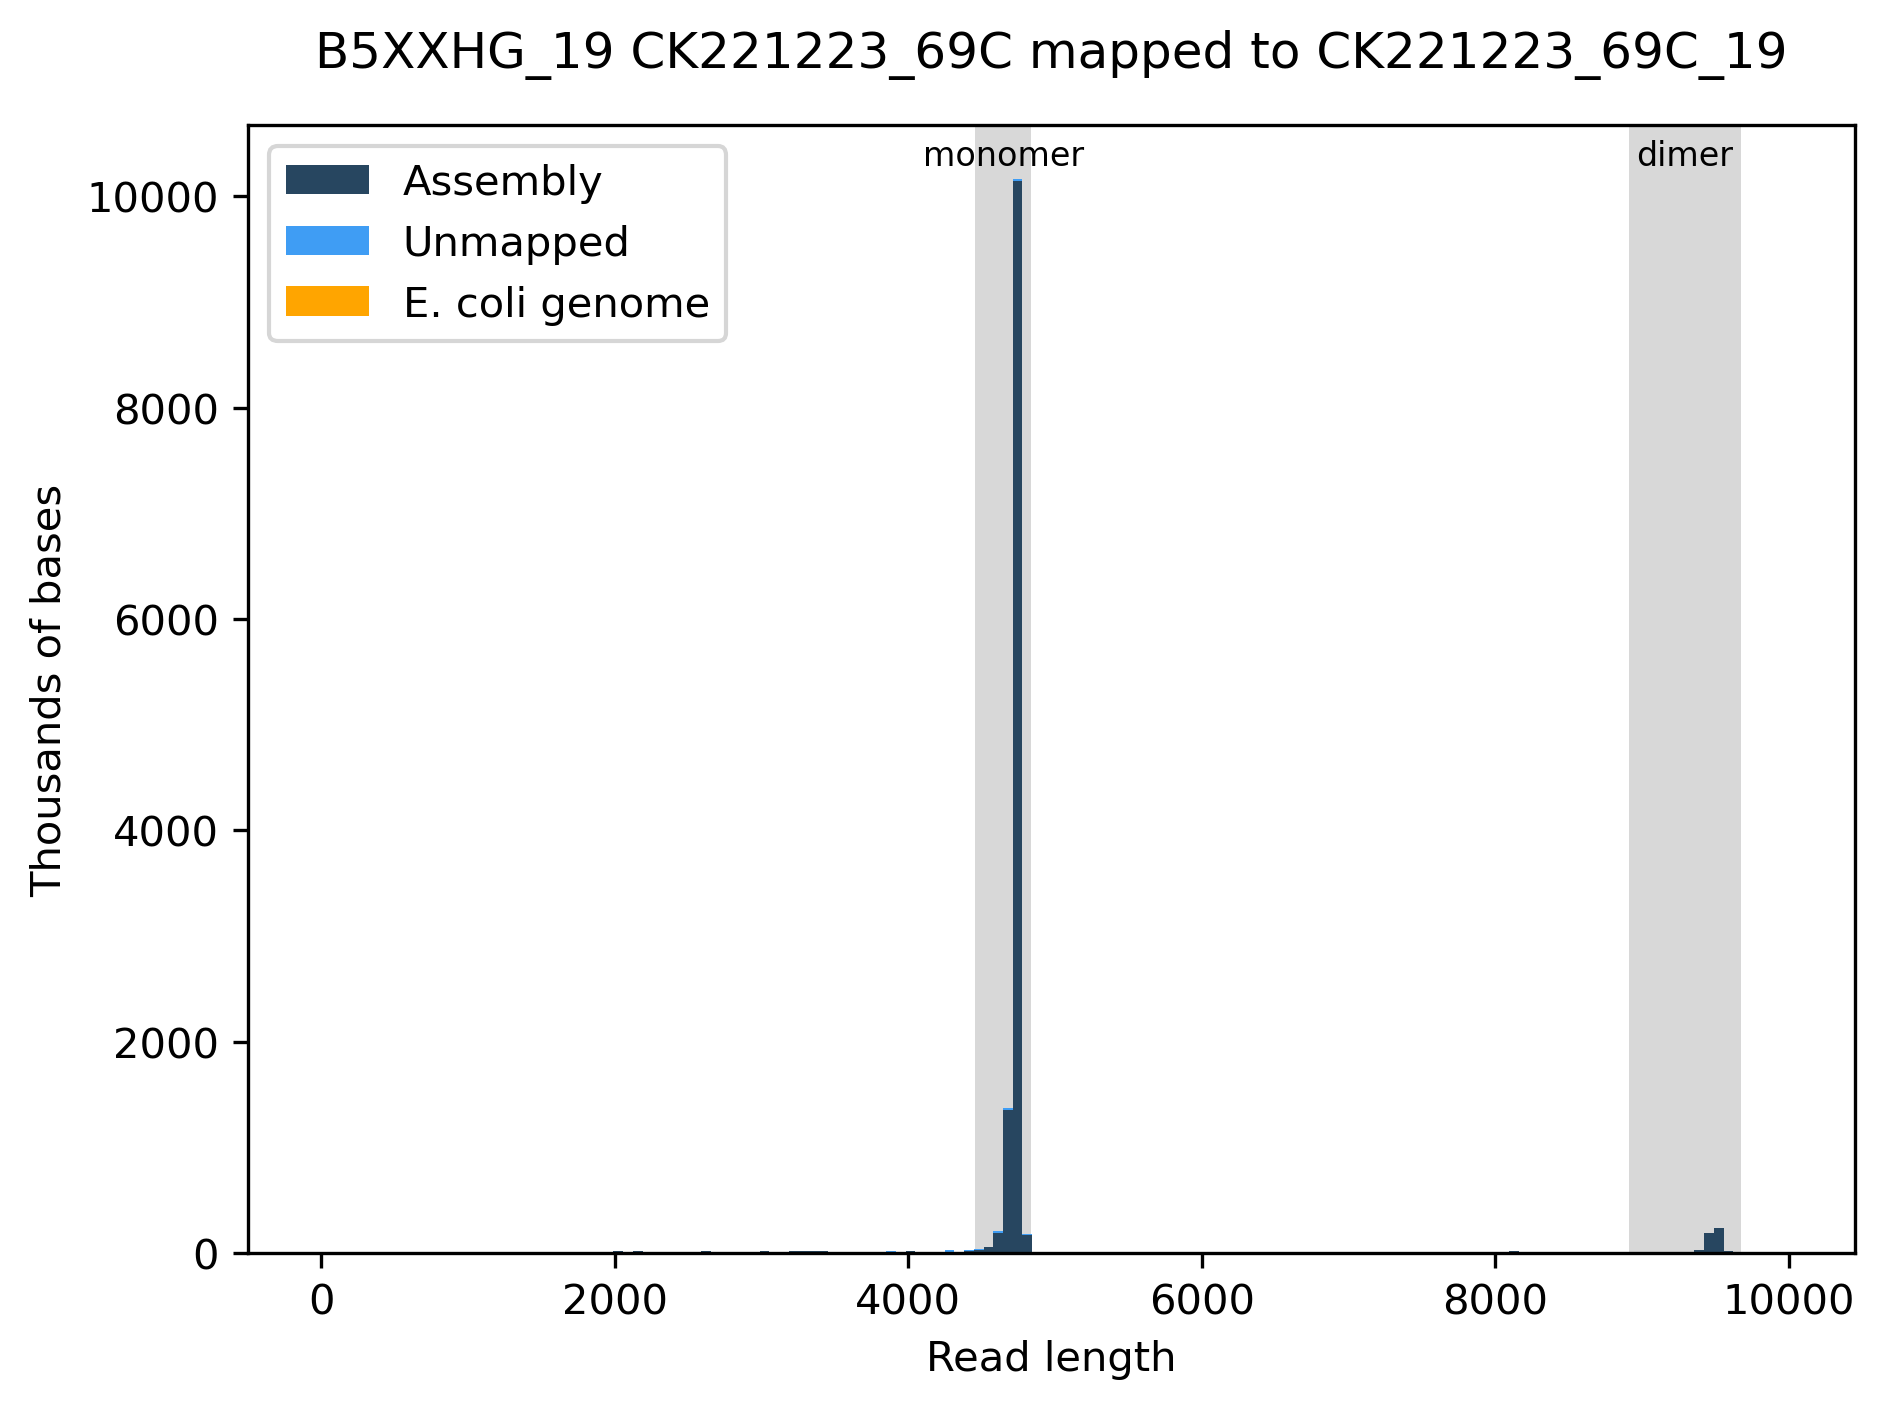 B5XXHG_19 CK221223_69C mapped to CK221223_69C_19
monomer
dimer
Assembly
Unmapped
E. coli genome
10000
8000
6000
4000
2000
0
Thousands of bases
0 2000 4000 6000 8000 10000
Read length